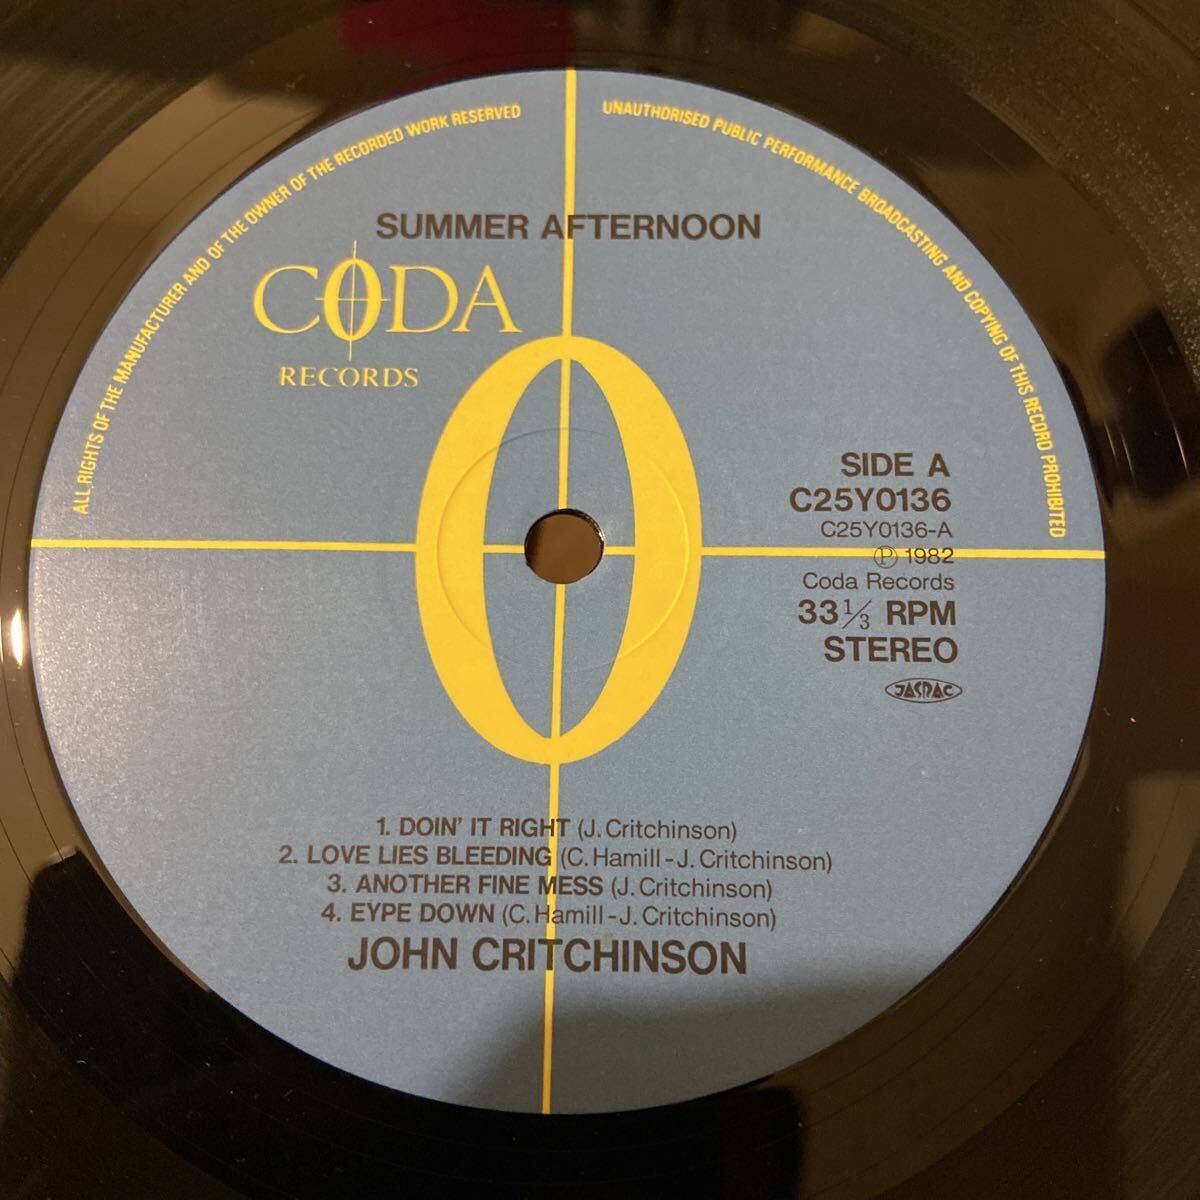 ALL RIGHTS OF THE MANUFACTURER AND OF THE OWNER OF THE RECORDED WORK RESERVED
UNAUTHORISED PUBLIC PERFORMANCE BROADCASTING AND COPYING OF THIS RECORD PROHIBITED
SUMMER AFTERNOON
CODA
RECORDS
SIDE A
C25Y0136
C25Y0136-A
℗ 1982
Coda Records
33 1/3 RPM
STEREO
JASRAC
1. DOIN' IT RIGHT (J. Critchinson)
2. LOVE LIES BLEEDING (C. Hamill-J. Critchinson)
3. ANOTHER FINE MESS (J. Critchinson)
4. EYPE DOWN (C. Hamill-J. Critchinson)
JOHN CRITCHINSON